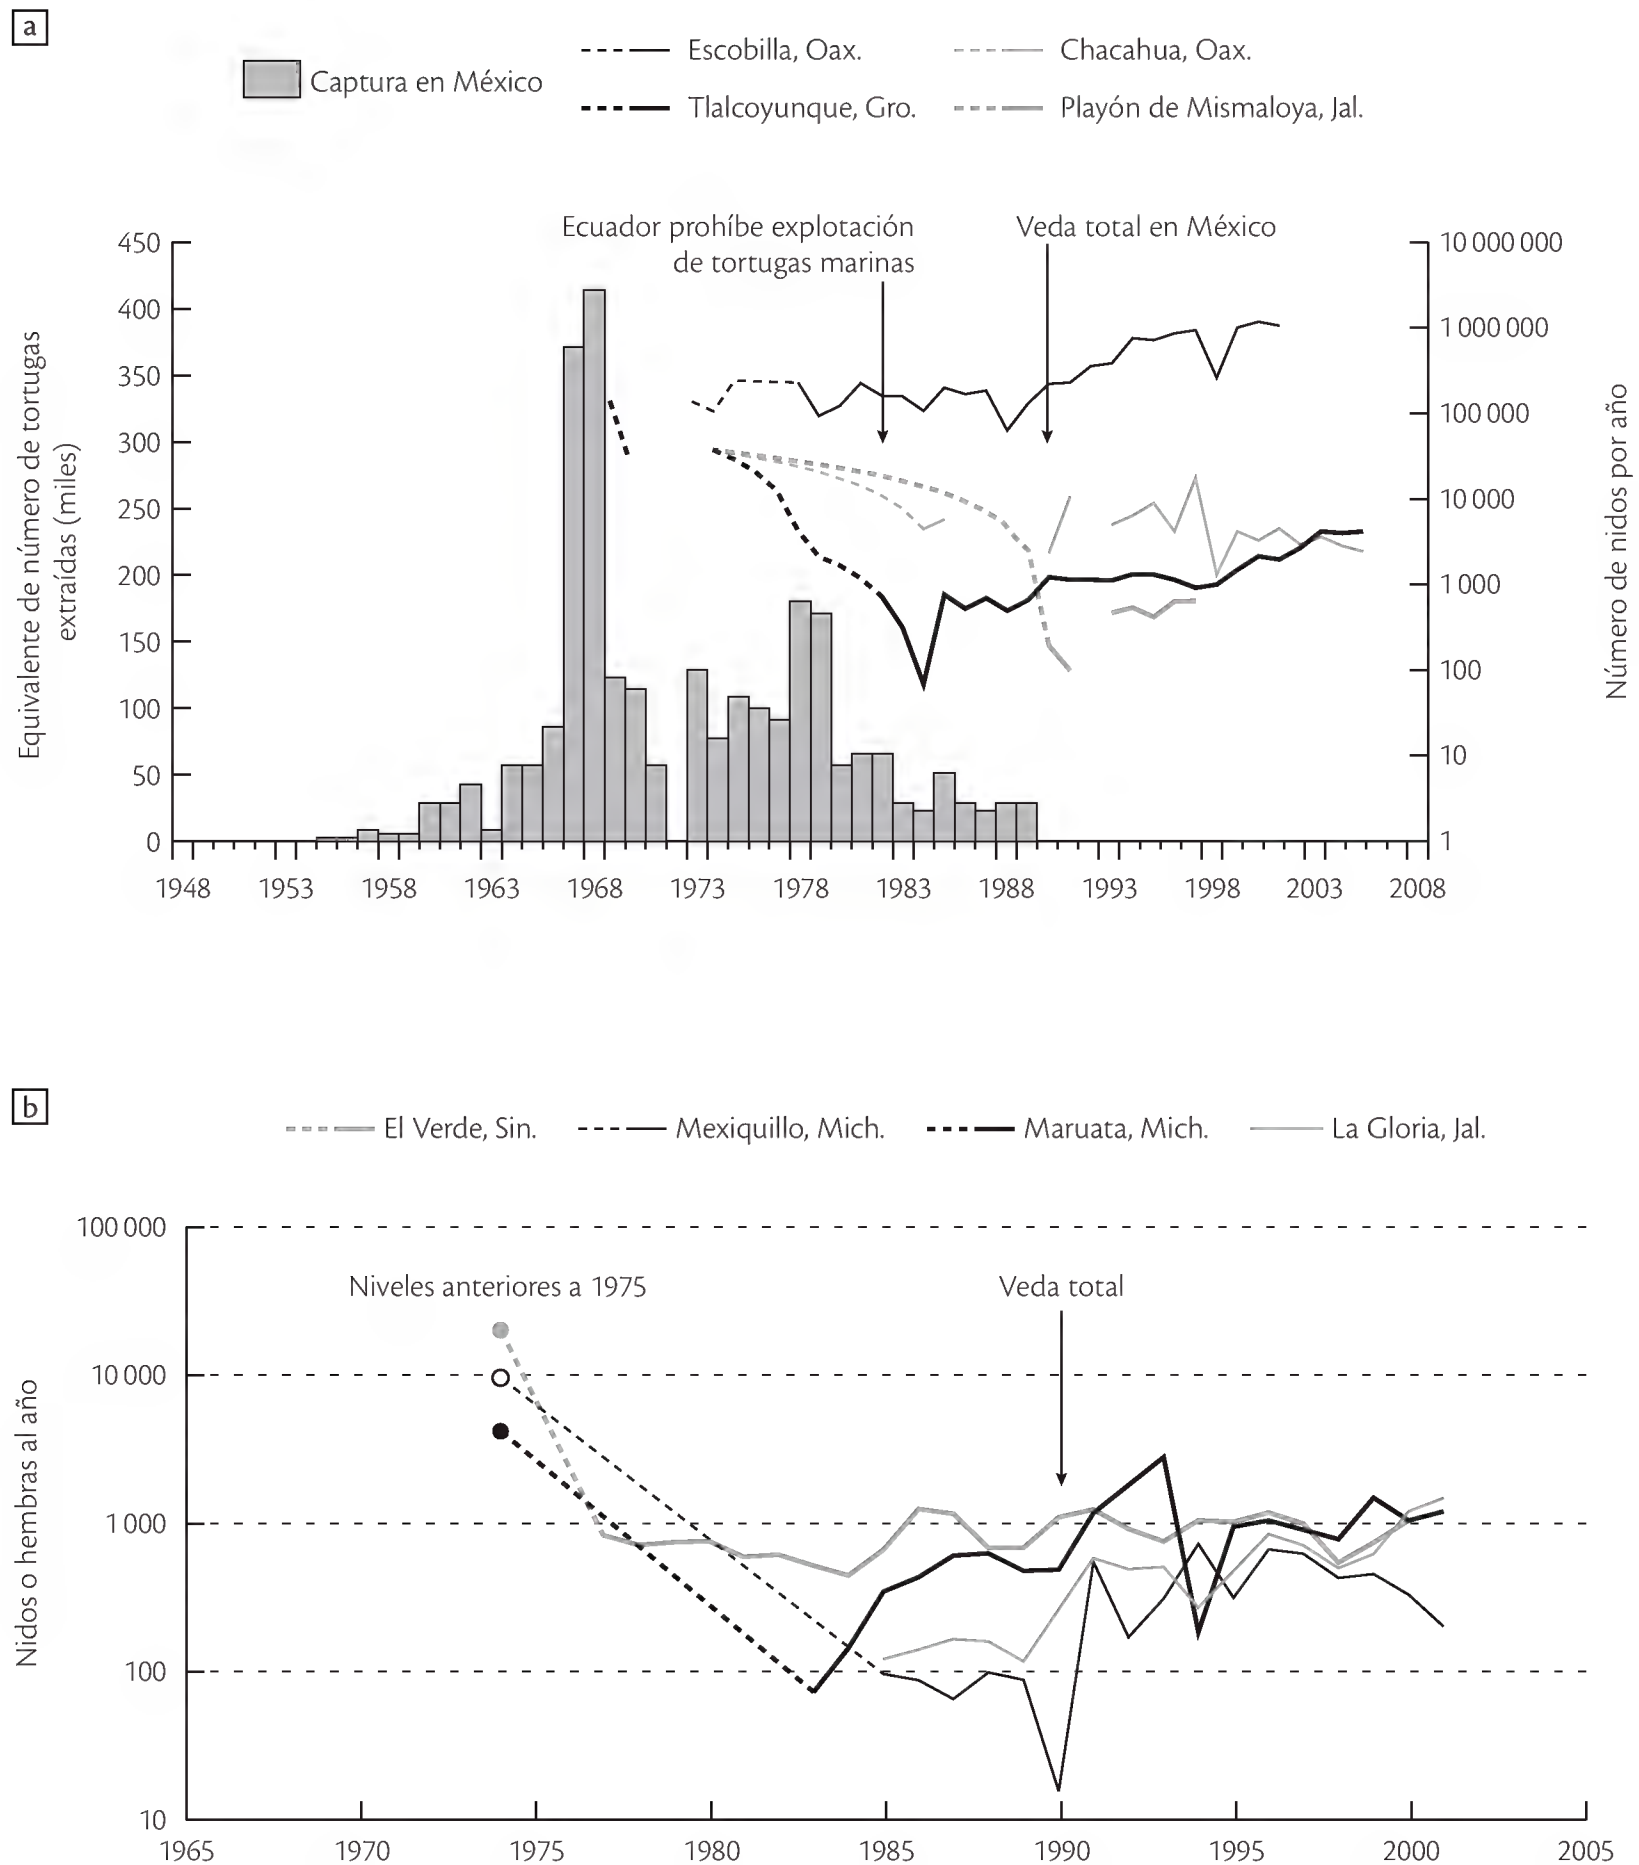 a
Captura en México
Escobilla, Oax.
Chacahua, Oax.
Tlalcoyunque, Gro.
Playón de Mismaloya, Jal.
Ecuador prohíbe explotación
de tortugas marinas
Veda total en México
Equivalente de número de tortugas
extraídas (miles)
450
400
350
300
250
200
150
100
50
0
10 000 000
1 000 000
100 000
10 000
1 000
100
10
1
Número de nidos por año
1948 1953 1958 1963 1968 1973 1978 1983 1988 1993 1998 2003 2008
b
El Verde, Sin.
Mexiquillo, Mich.
Maruata, Mich.
La Gloria, Jal.
Niveles anteriores a 1975
Veda total
Nidos o hembras al año
100 000
10 000
1 000
100
10
1965 1970 1975 1980 1985 1990 1995 2000 2005